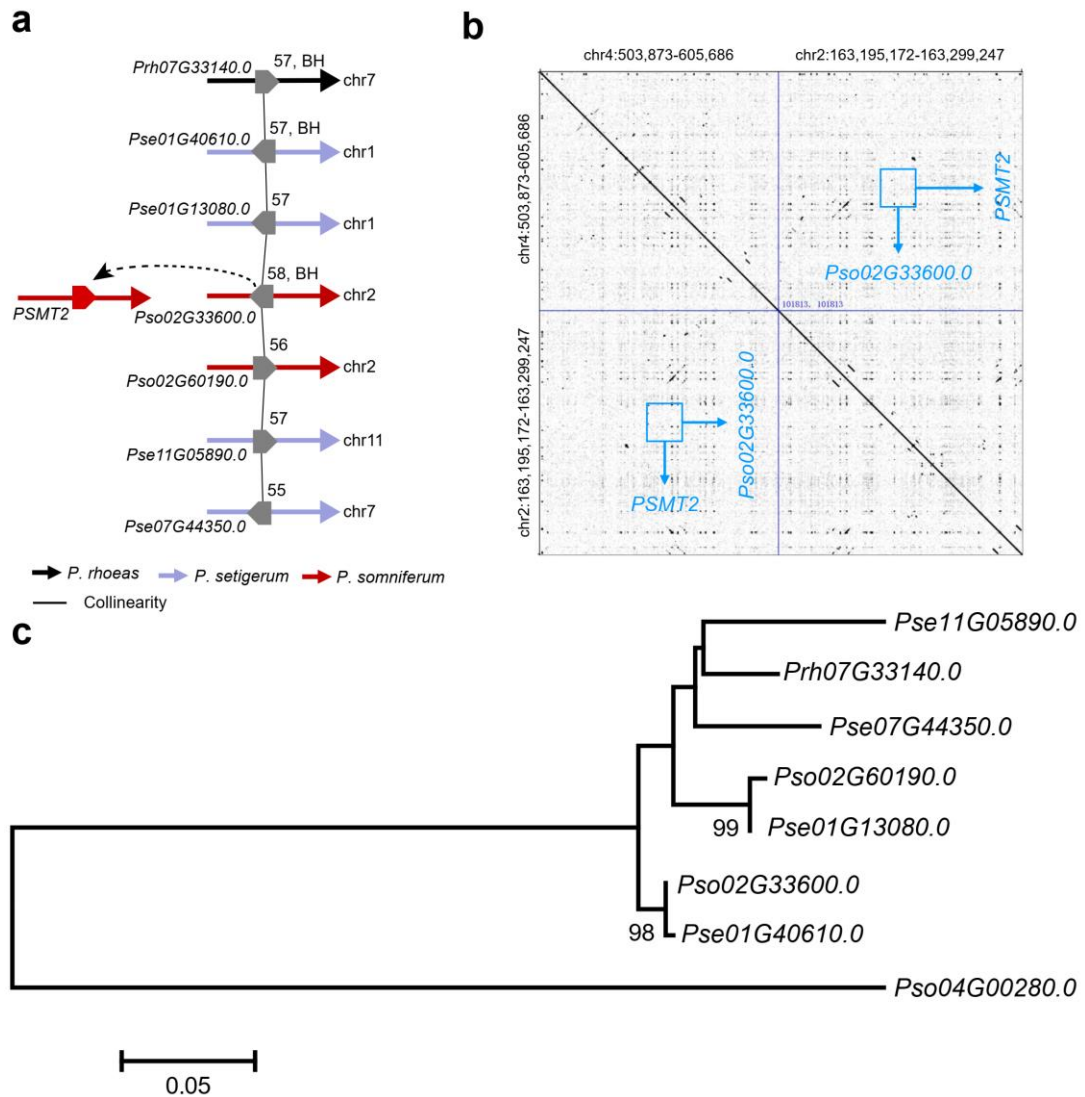 a
Prh07G33140.0
57, BH
chr7
Pse01G40610.0
57, BH
chr1
Pse01G13080.0
57
chr1
58, BH
chr2
PSMT2
Pso02G33600.0
56
chr2
Pso02G60190.0
57
chr11
Pse11G05890.0
55
chr7
Pse07G44350.0
P. rhoeas
P. setigerum
P. somniferum
Collinearity
b
chr4:503,873-605,686
chr2:163,195,172-163,299,247
chr4:503,873-605,686
chr2:163,195,172-163,299,247
PSMT2
Pso02G33600.0
101813, 101813
Pso02G33600.0
PSMT2
c
Pse11G05890.0
Prh07G33140.0
Pse07G44350.0
Pso02G60190.0
99
Pse01G13080.0
Pso02G33600.0
98
Pse01G40610.0
Pso04G00280.0
0.05